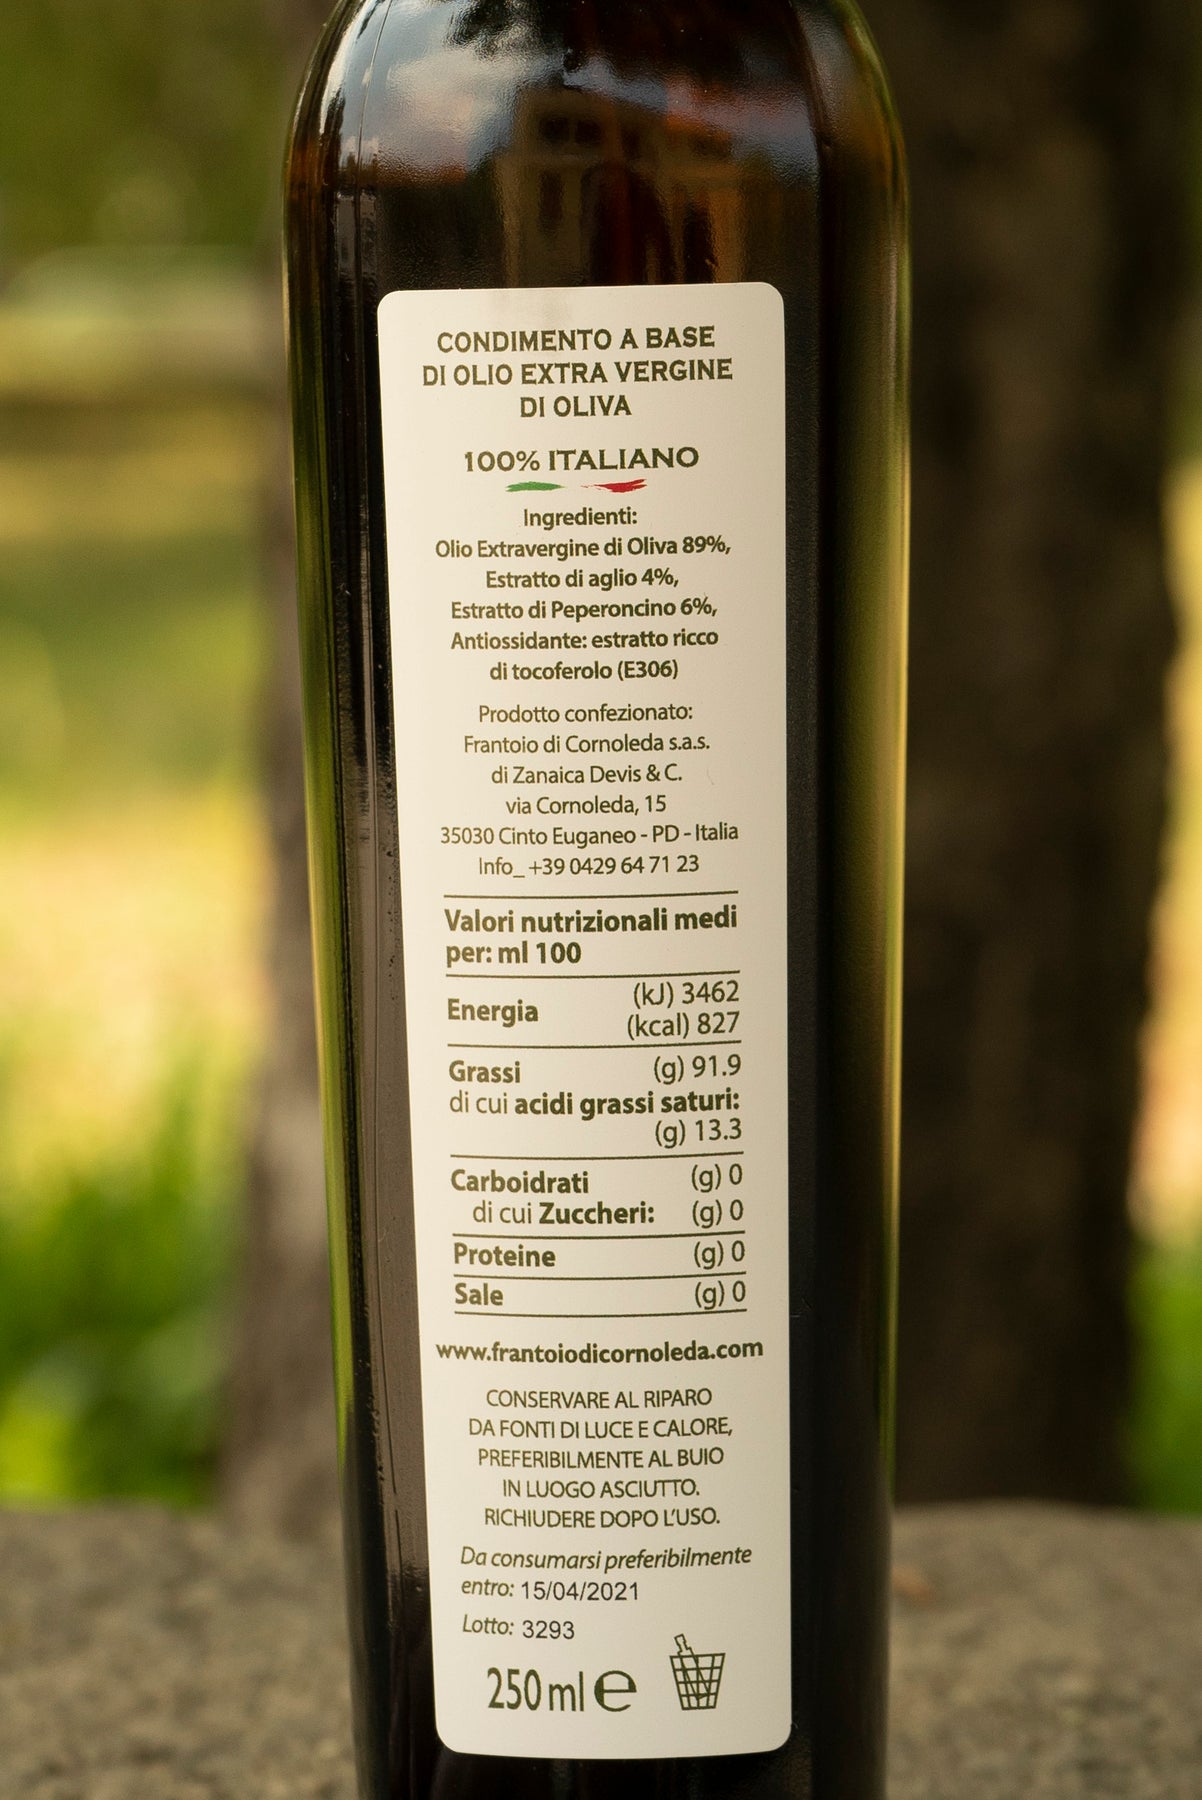 CONDIMENTO A BASE
DI OLIO EXTRA VERGINE
DI OLIVA
100% ITALIANO
Ingredienti:
Olio Extravergine di Oliva 89%,
Estratto di aglio 4%,
Estratto di Peperoncino 6%,
Antiossidante: estratto ricco
di tocoferolo (E306)
Prodotto confezionato:
Frantoio di Cornoleda s.a.s.
di Zanaica Devis & C.
via Cornoleda, 15
35030 Cinto Euganeo - PD - Italia
Info_ +39 0429 64 71 23
Valori nutrizionali medi
per: ml 100
Energia (kJ) 3462
(kcal) 827
Grassi (g) 91.9
di cui acidi grassi saturi:
(g) 13.3
Carboidrati (g) 0
di cui Zuccheri: (g) 0
Proteine (g) 0
Sale (g) 0
www.frantoiodicornoleda.com
CONSERVARE AL RIPARO
DA FONTI DI LUCE E CALORE,
PREFERIBILMENTE AL BUIO
IN LUOGO ASCIUTTO.
RICHIUDERE DOPO L'USO.
Da consumarsi preferibilmente
entro: 15/04/2021
Lotto: 3293
250 ml e